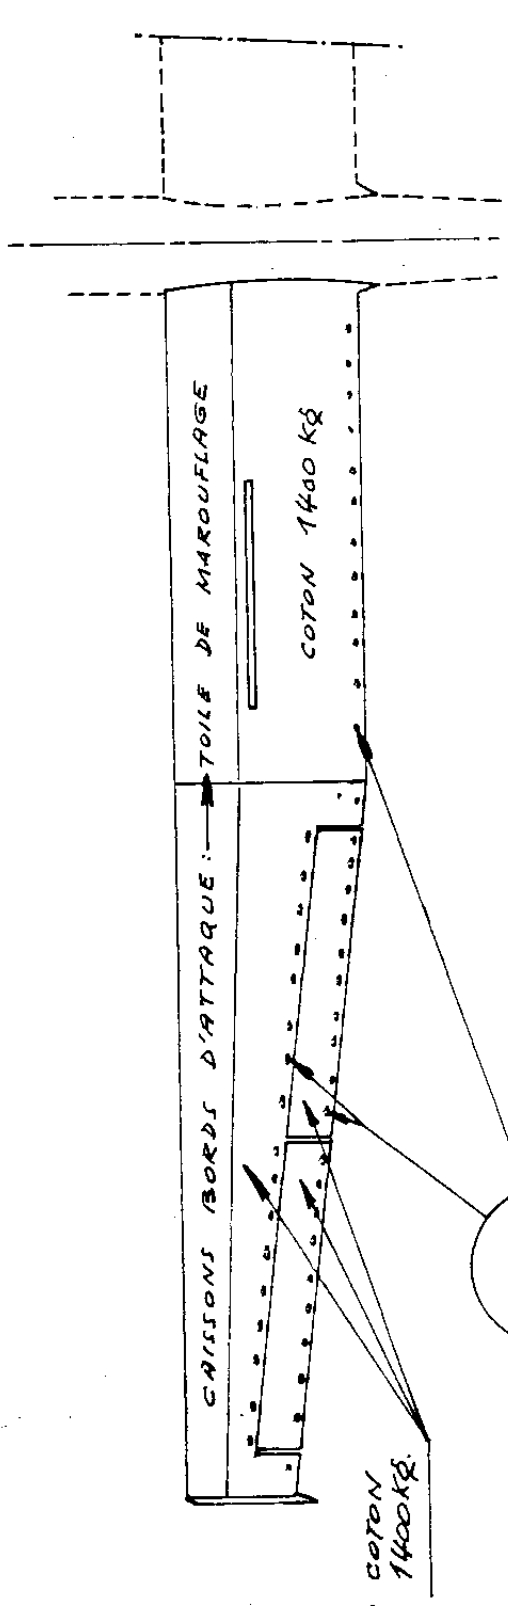 CAISSONS BORDS D'ATTAQUE: TOILE DE MAROUFLAGE
COTON 1400 Kg
COTON
1400 Kg.